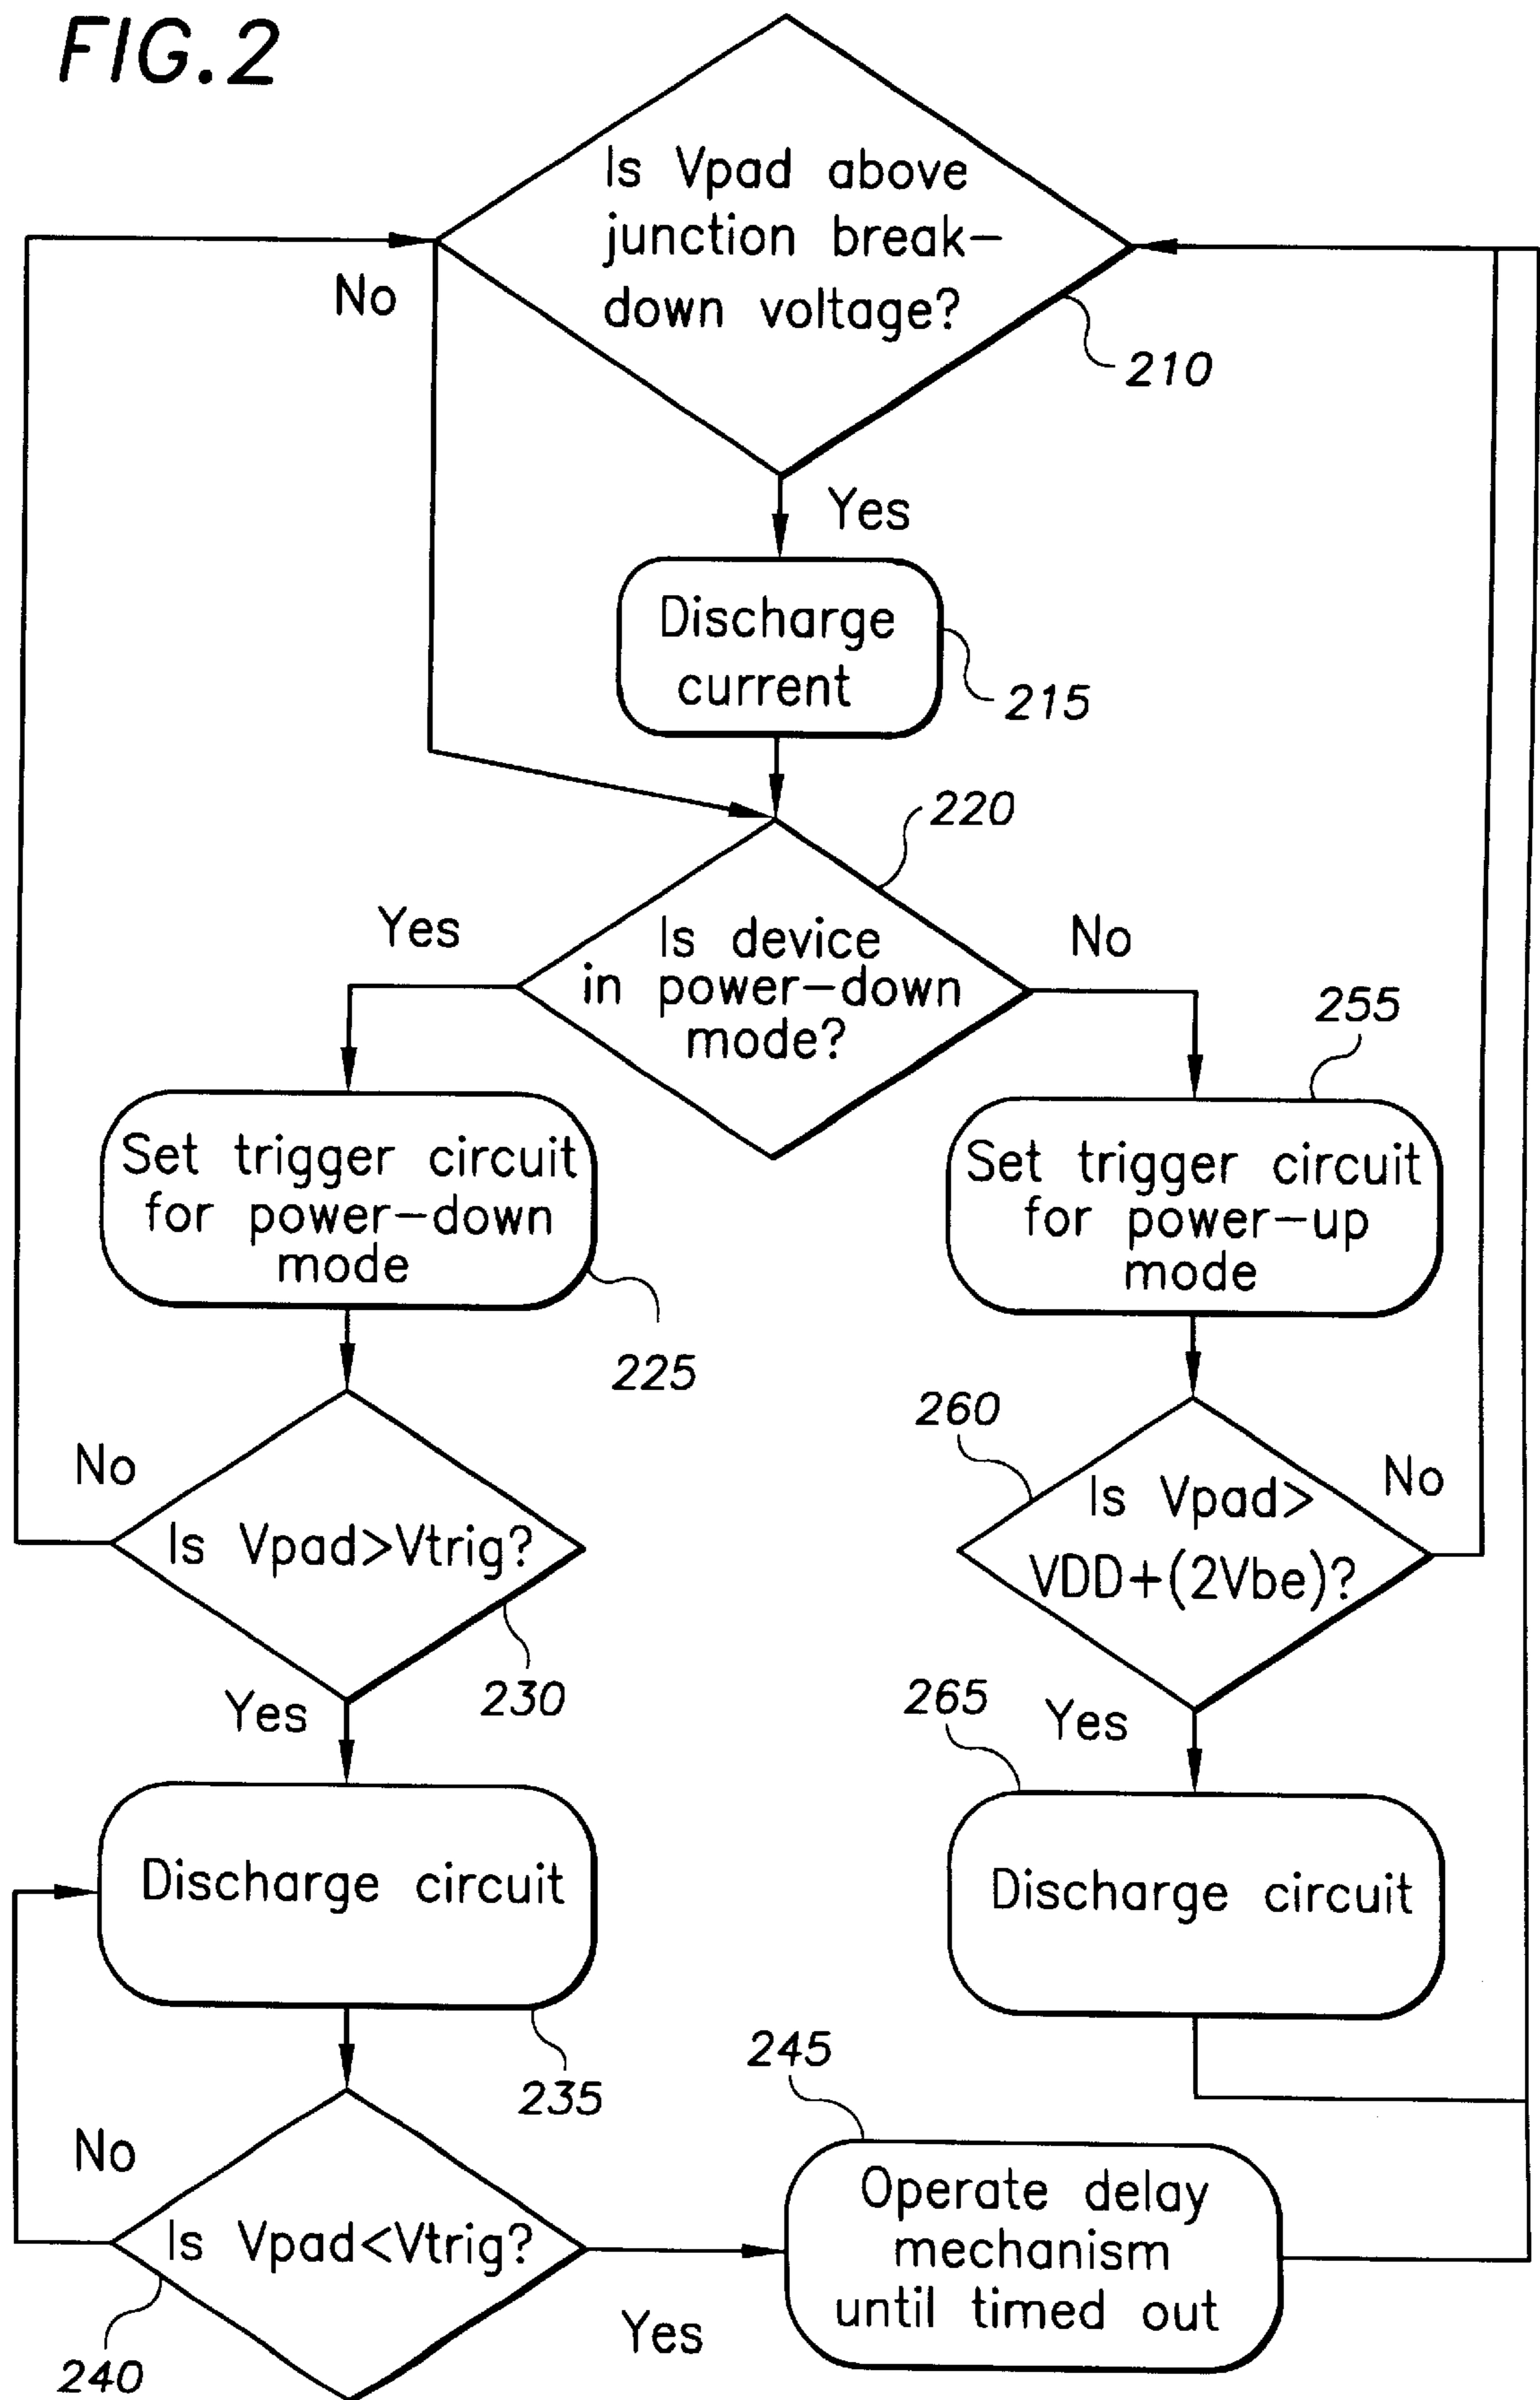 FIG.2
Is Vpad above
junction break-
down voltage?
No
210
Yes
Discharge
current
215
220
Yes
Is device
in power-down
mode?
No
255
Set trigger circuit
for power-down
mode
225
Set trigger circuit
for power-up
mode
260
No
Is Vpad>Vtrig?
230
Is Vpad>
VDD+(2Vbe)?
No
Yes
265
Yes
Discharge circuit
235
Discharge circuit
245
No
Is Vpad<Vtrig?
240
Yes
Operate delay
mechanism
until timed out